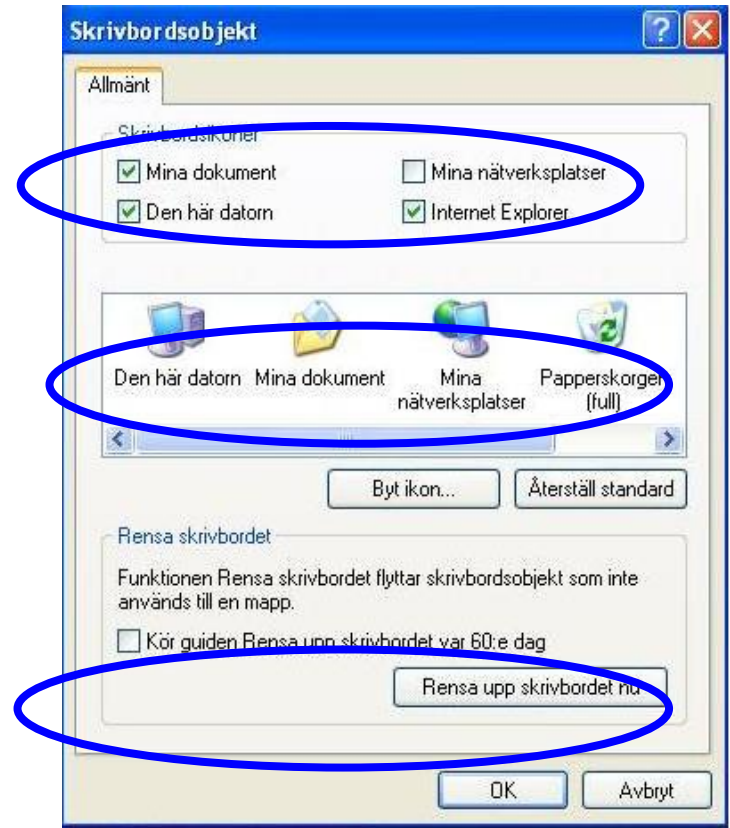 Skrivbordsobjekt
Allmänt
Skrivbordsikoner
Mina dokument
Mina nätverksplatser
Den här datorn
Internet Explorer
Den här datorn
Mina dokument
Mina nätverksplatser
Papperskorgen (full)
Byt ikon...
Återställ standard
Rensa skrivbordet
Funktionen Rensa skrivbordet flyttar skrivbordsobjekt som inte
används till en mapp.
Kör guiden Rensa upp skrivbordet var 60:e dag
Rensa upp skrivbordet nu
OK
Avbryt